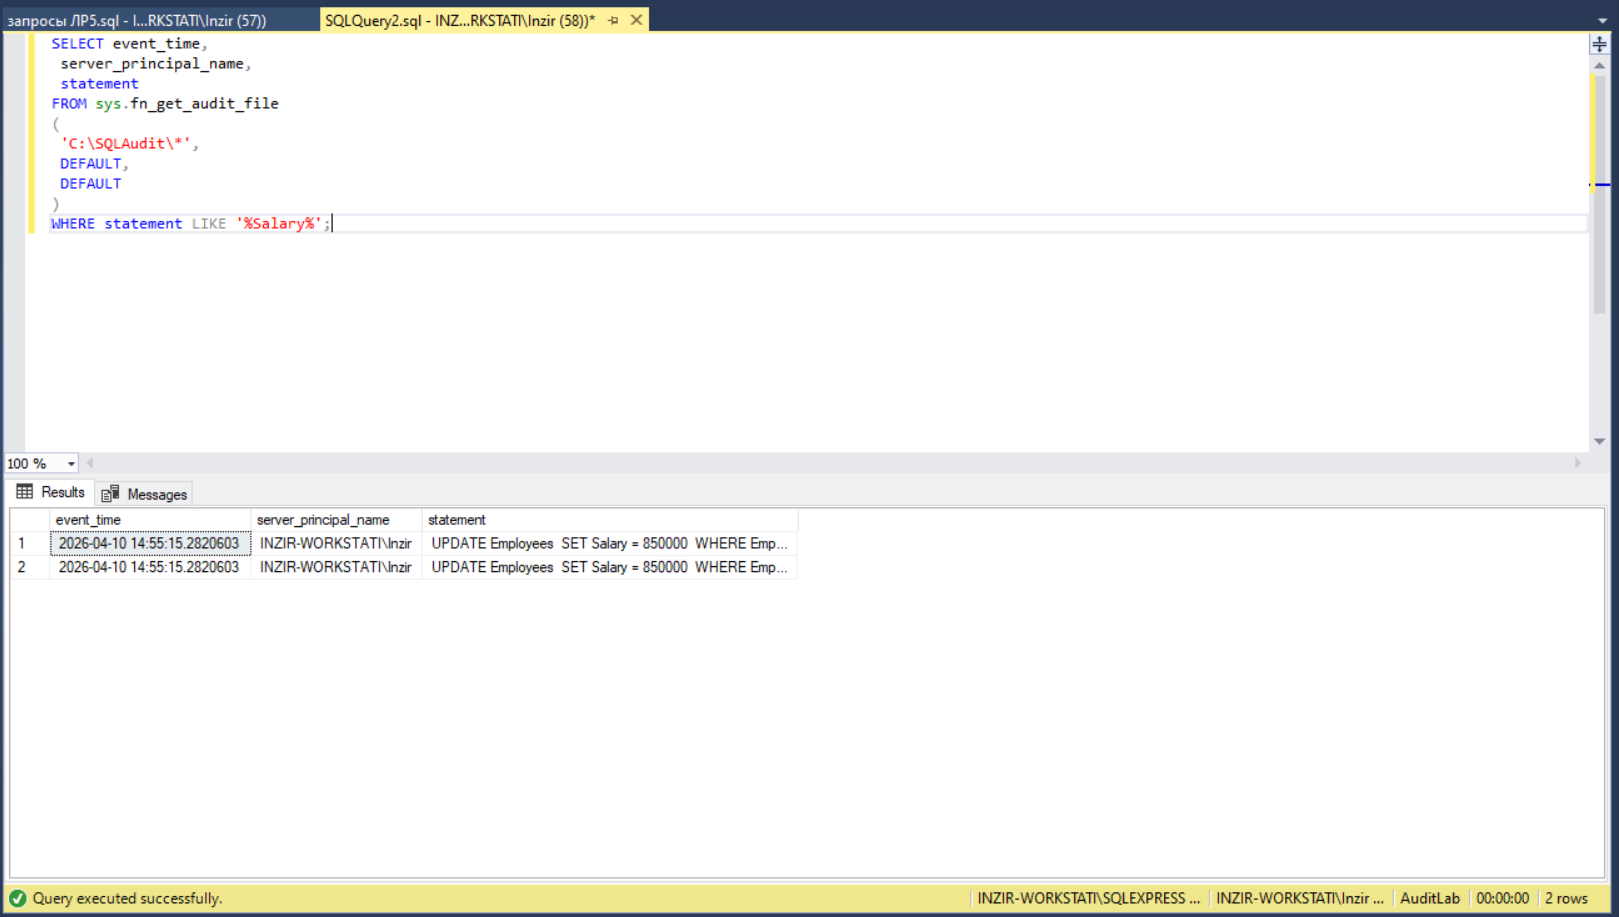 запросы ЛР5.sql - I...RKSTATI\Inzir (57))
SQLQuery2.sql - INZ...RKSTATI\Inzir (58))*
SELECT event_time,
server_principal_name,
statement
FROM sys.fn_get_audit_file
(
'C:\SQLAudit\*',
DEFAULT,
DEFAULT
)
WHERE statement LIKE '%Salary%';
100 %
Results Messages
event_time server_principal_name statement
1 2026-04-10 14:55:15.2820603 INZIR-WORKSTATI\Inzir UPDATE Employees SET Salary = 850000 WHERE Emp...
2 2026-04-10 14:55:15.2820603 INZIR-WORKSTATI\Inzir UPDATE Employees SET Salary = 850000 WHERE Emp...
Query executed successfully. INZIR-WORKSTATI\SQLEXPRESS ... INZIR-WORKSTATI\Inzir ... AuditLab 00:00:00 2 rows